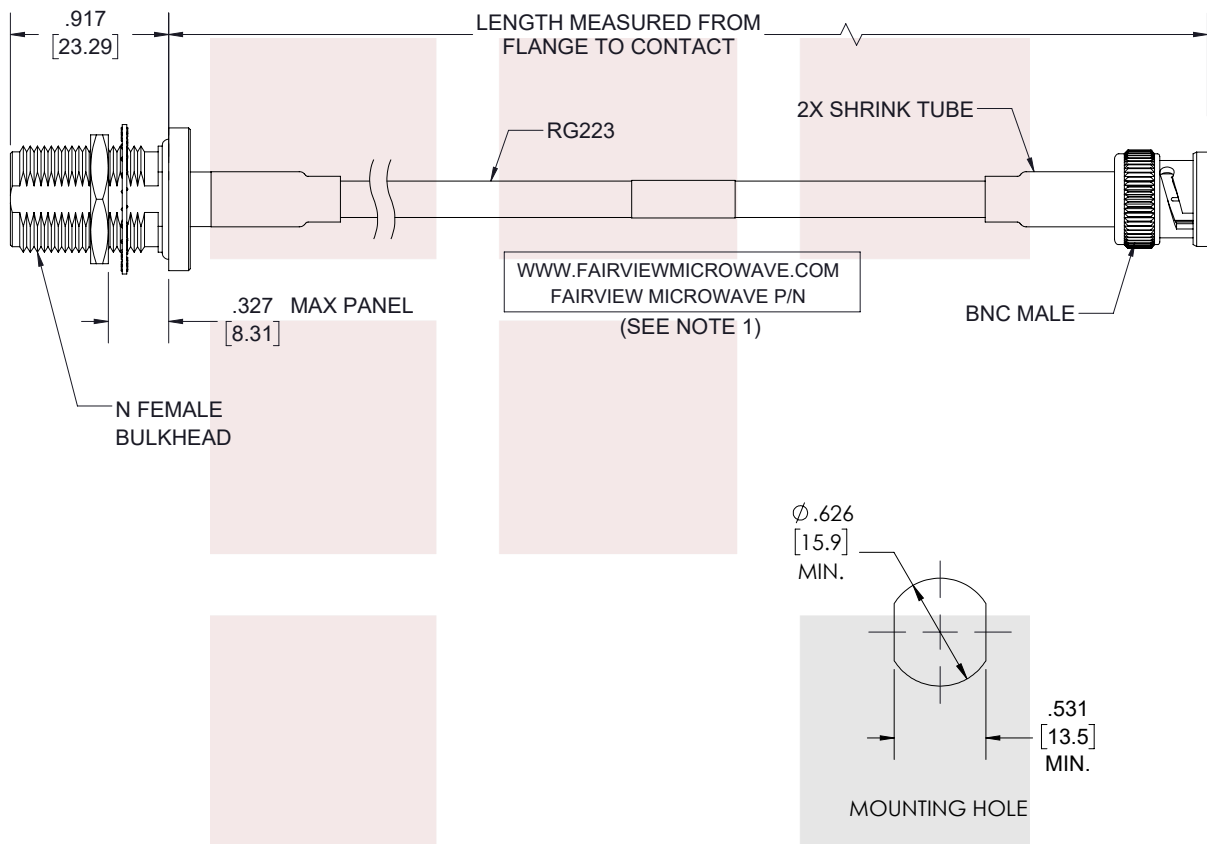 .917
[23.29]
LENGTH MEASURED FROM
FLANGE TO CONTACT
RG223
2X SHRINK TUBE
WWW.FAIRVIEWMICROWAVE.COM
FAIRVIEW MICROWAVE P/N
(SEE NOTE 1)
.327 MAX PANEL
[8.31]
BNC MALE
N FEMALE
BULKHEAD
∅.626
[15.9]
MIN.
.531
[13.5]
MIN.
MOUNTING HOLE